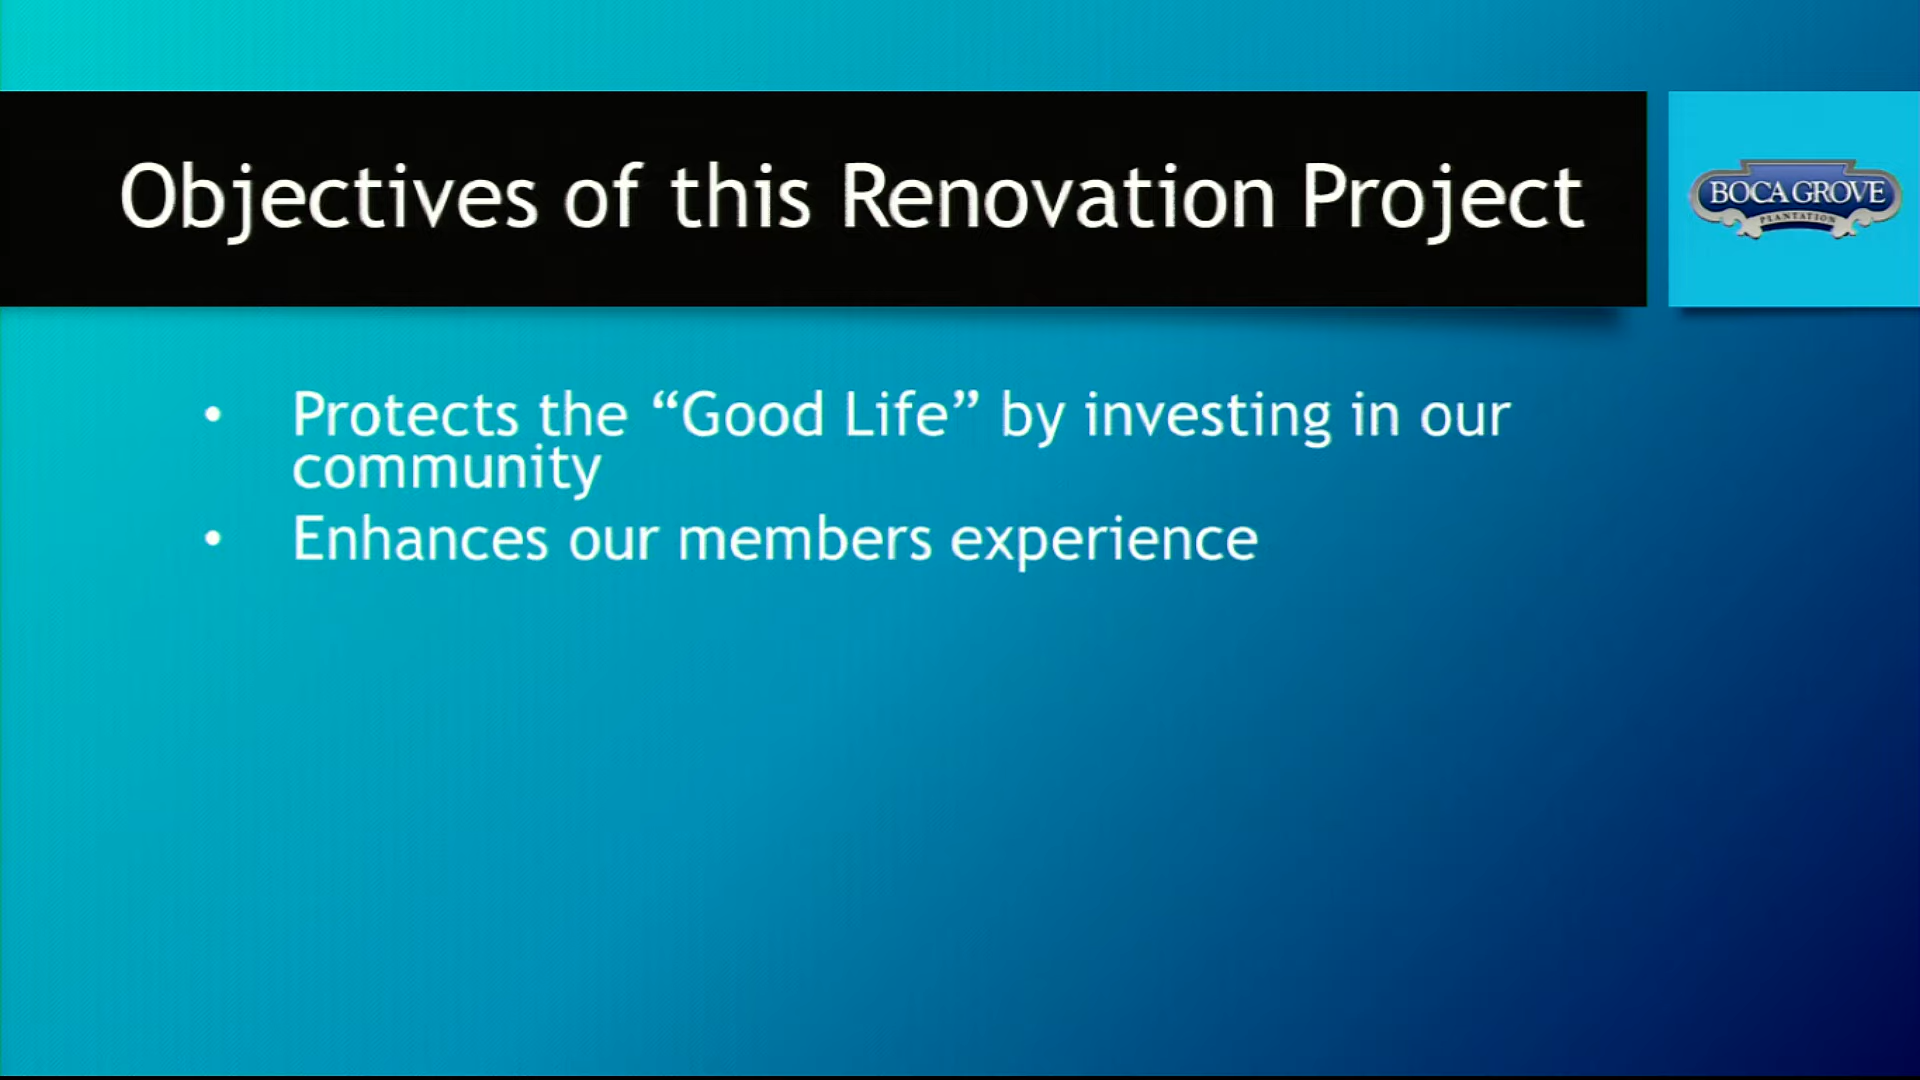 Objectives of this Renovation Project
BOCA GROVE
PLANTATION
• Protects the “Good Life” by investing in our
community
• Enhances our members experience